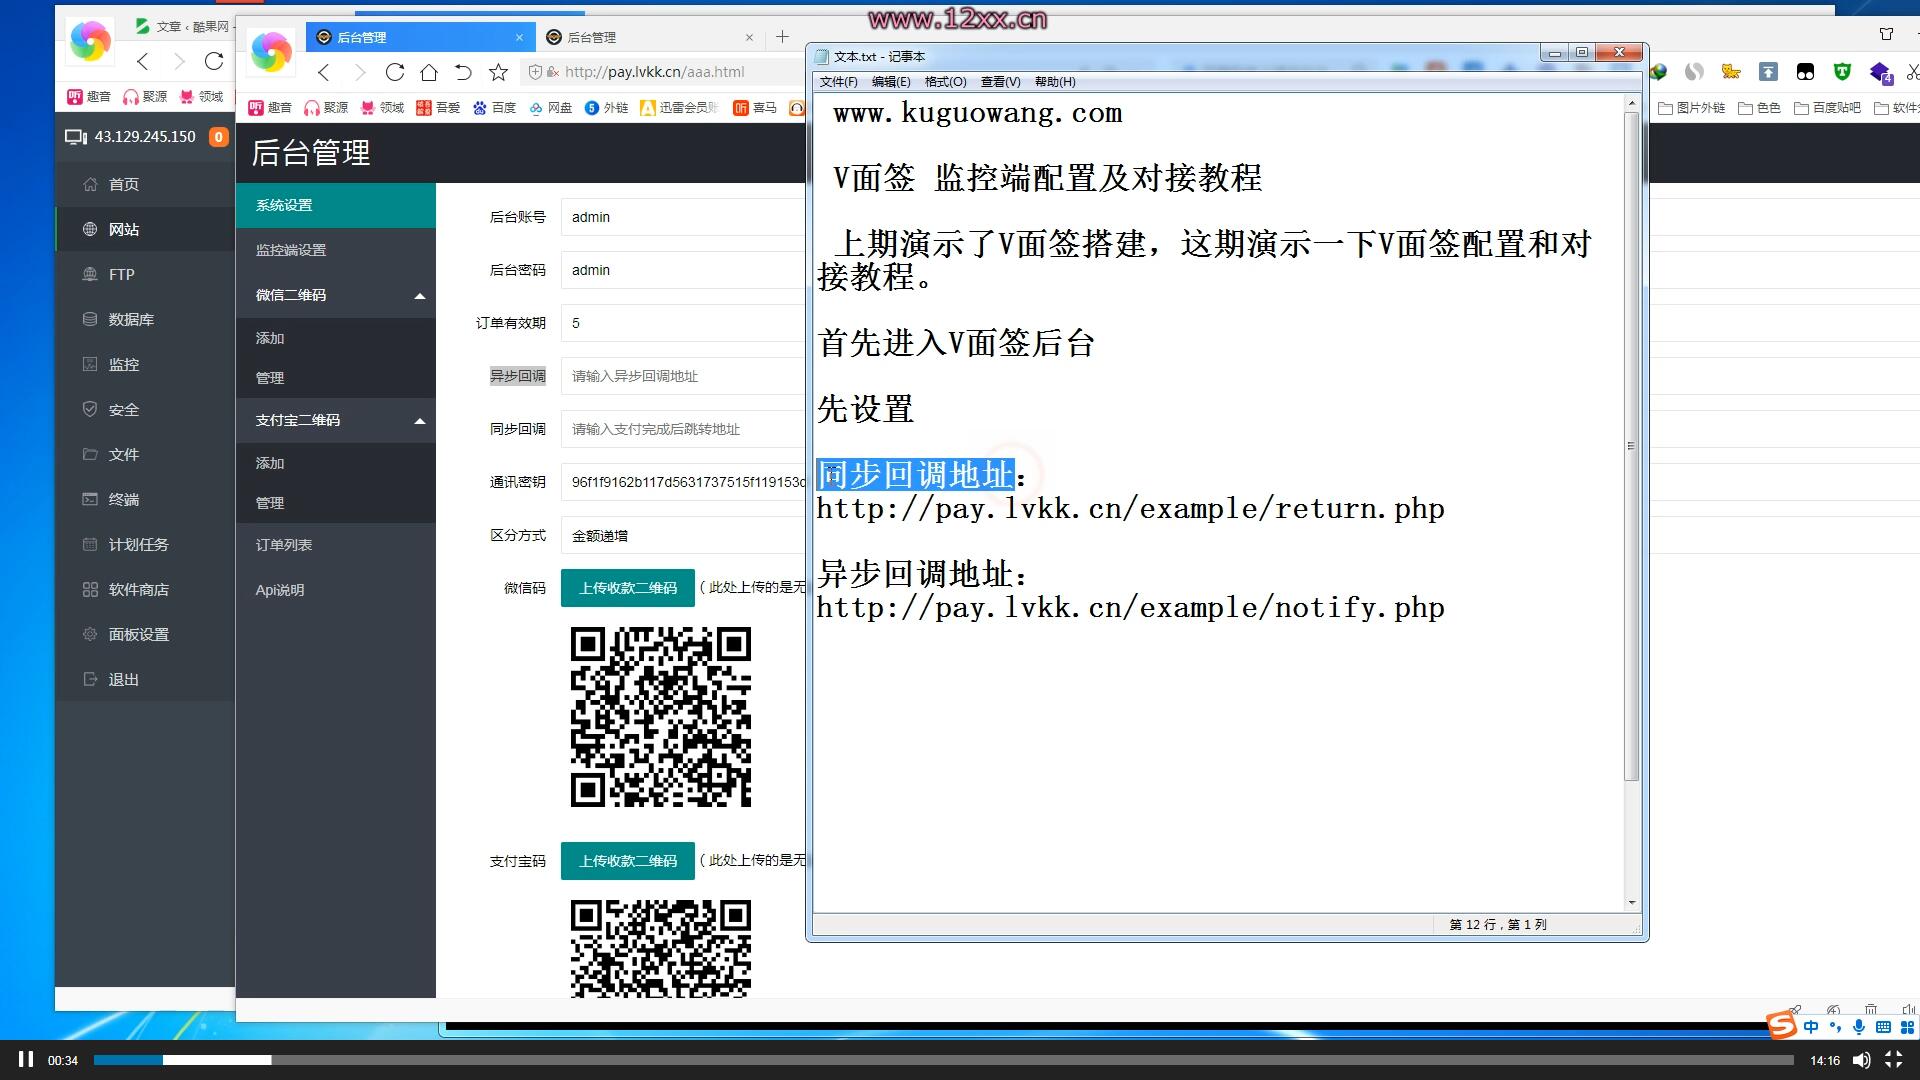 www.12xx.cn
文章 ‹ 酷果网 -
趣音
聚源
领域
43.129.245.150
0
首页
网站
FTP
数据库
监控
安全
文件
终端
计划任务
软件商店
面板设置
退出
后台管理
后台管理
http://pay.lvkk.cn/aaa.html
趣音
聚源
领域
吾爱
百度
网盘
外链
迅雷会员账
喜马
图片外链
色色
百度贴吧
后台管理
系统设置
监控端设置
微信二维码
添加
管理
支付宝二维码
添加
管理
订单列表
Api说明
后台账号
admin
后台密码
admin
订单有效期
5
异步回调
请输入异步回调地址
同步回调
请输入支付完成后跳转地址
通讯密钥
区分方式
金额递增
微信码
上传收款二维码
( 此处上传的是无
支付宝码
上传收款二维码
( 此处上传的是无
文本.txt - 记事本
文件(F) 编辑(E) 格式(O) 查看(V) 帮助(H)
www.kuguowang.com
V面签 监控端配置及对接教程
上期演示了V面签搭建，这期演示一下V面签配置和对
接教程。
首先进入V面签后台
先设置
同步回调地址：
http://pay.lvkk.cn/example/return.php
异步回调地址：
http://pay.lvkk.cn/example/notify.php
第 12 行，第 1 列
中
00:34
14:16